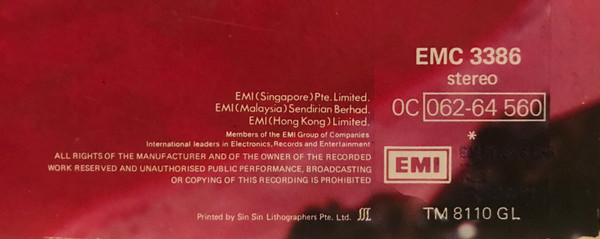 EMC 3386
stereo
OC 062-64 560
*
EMI (Singapore) Pte. Limited.
EMI (Malaysia) Sendirian Berhad.
EMI (Hong Kong) Limited.
Members of the EMI Group of Companies
International leaders in Electronics, Records and Entertainment
ALL RIGHTS OF THE MANUFACTURER AND OF THE OWNER OF THE RECORDED
WORK RESERVED AND UNAUTHORISED PUBLIC PERFORMANCE, BROADCASTING
OR COPYING OF THIS RECORDING IS PROHIBITED
EMI
Printed by Sin Sin Lithographers Pte. Ltd.
TM 8110 GL